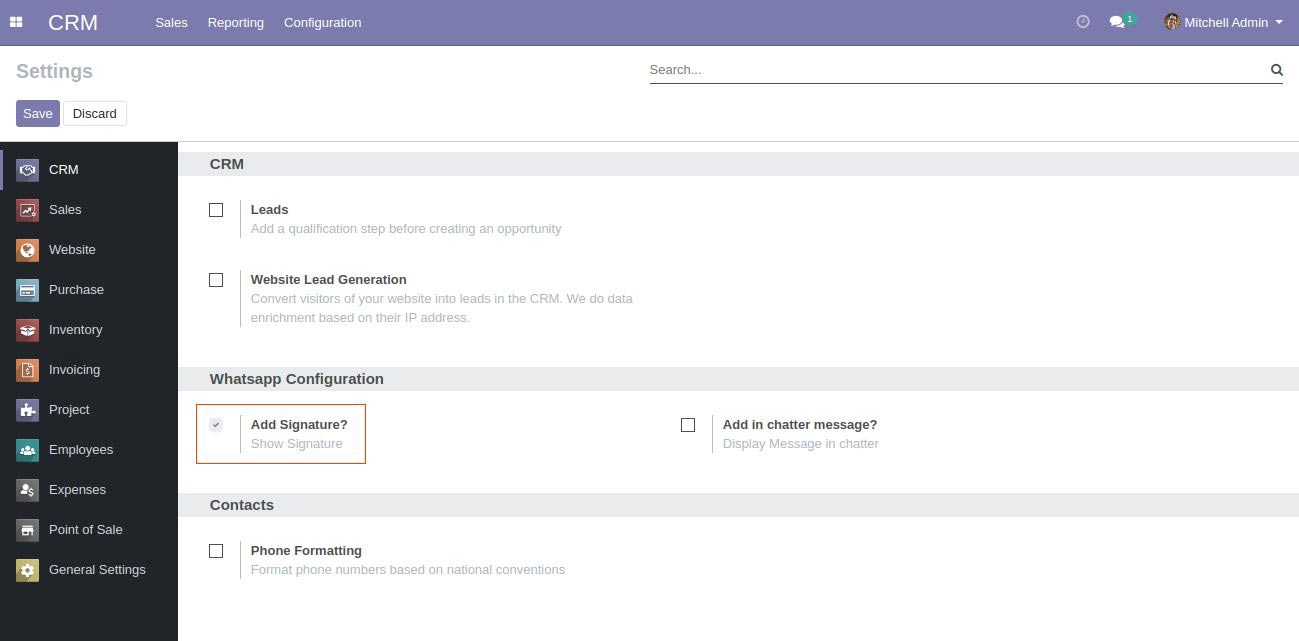 CRM
Sales
Reporting
Configuration
1
Mitchell Admin
Settings
Search...
Save
Discard
CRM
Sales
Website
Purchase
Inventory
Invoicing
Project
Employees
Expenses
Point of Sale
General Settings
CRM
Leads
Add a qualification step before creating an opportunity
Website Lead Generation
Convert visitors of your website into leads in the CRM. We do data
enrichment based on their IP address.
Whatsapp Configuration
Add Signature?
Show Signature
Add in chatter message?
Display Message in chatter
Contacts
Phone Formatting
Format phone numbers based on national conventions